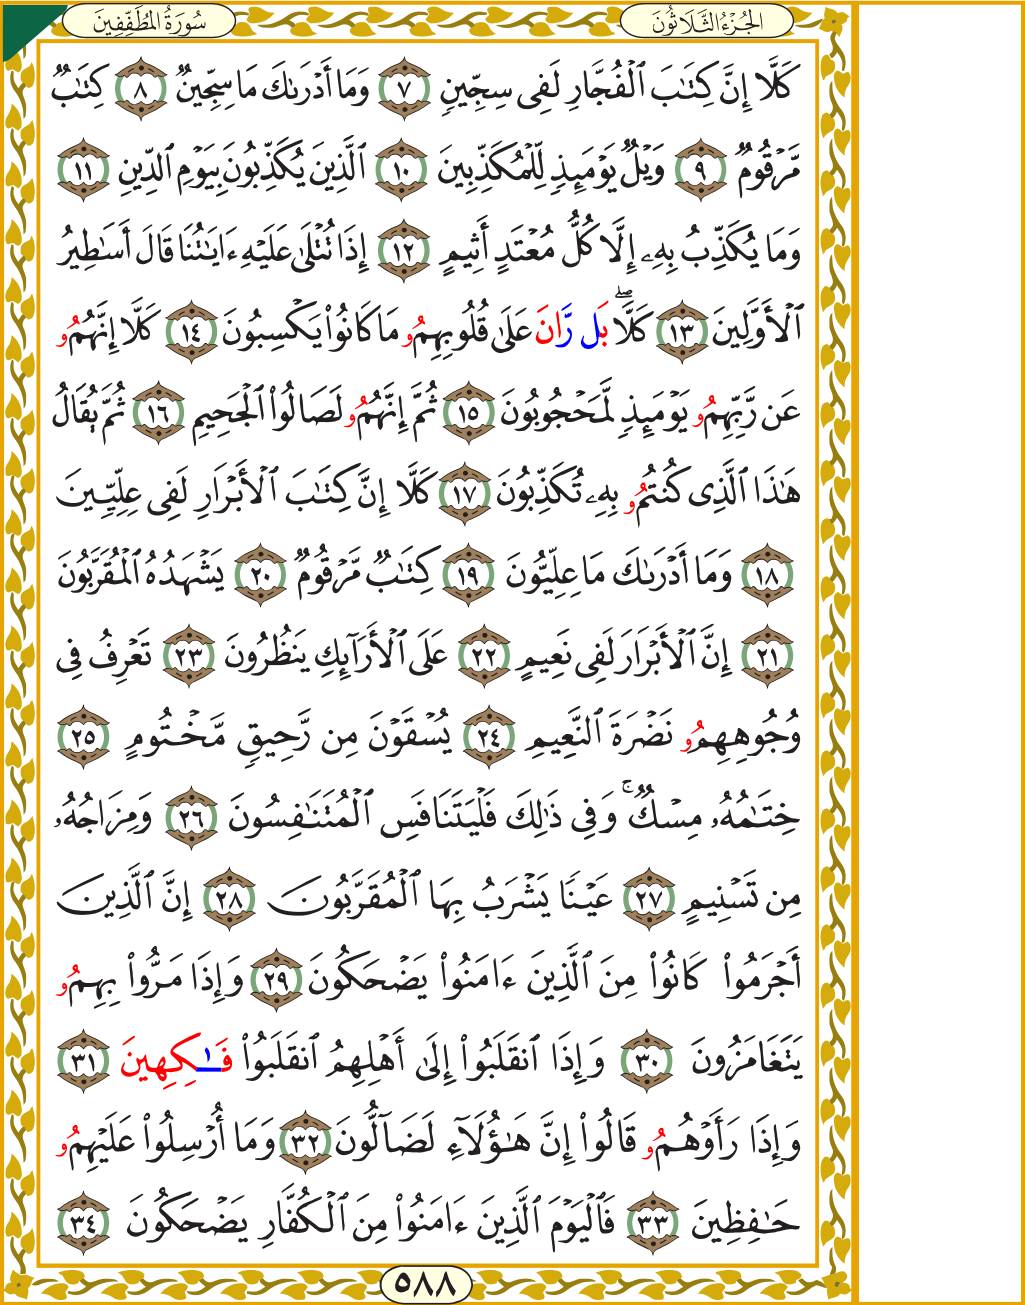 سُورَةُ المُطَفِّفِينَ
الجُزْءُ الثَّلَاثُونَ
كَلَّآ إِنَّ كِتَٰبَ ٱلْفُجَّارِ لَفِى سِجِّينٍ ٧ وَمَآ أَدْرَىٰكَ مَا سِجِّينٌ ٨ كِتَٰبٌ
مَّرْقُومٌ ٩ وَيْلٌ يَوْمَئِذٍ لِّلْمُكَذِّبِينَ ١٠ ٱلَّذِينَ يُكَذِّبُونَ بِيَوْمِ ٱلدِّينِ ١١
وَمَا يُكَذِّبُ بِهِۦ إِلَّا كُلُّ مُعْتَدٍ أَثِيمٍ ١٢ إِذَا تُتْلَىٰ عَلَيْهِ ءَايَٰتُنَا قَالَ أَسَٰطِيرُ
ٱلْأَوَّلِينَ ١٣ كَلَّاۖ بَل رَّانَ عَلَىٰ قُلُوبِهِمُۥ مَا كَانُوا۟ يَكْسِبُونَ ١٤ كَلَّا إِنَّهُمُۥ
عَن رَّبِّهِمُۥ يَوْمَئِذٍ لَّمَحْجُوبُونَ ١٥ ثُمَّ إِنَّهُمُۥ لَصَالُوا۟ ٱلْجَحِيمِ ١٦ ثُمَّ يُقَالُ
هَٰذَا ٱلَّذِى كُنتُمُۥ بِهِۦ تُكَذِّبُونَ ١٧ كَلَّا إِنَّ كِتَٰبَ ٱلْأَبْرَارِ لَفِى عِلِّيِّينَ
١٨ وَمَا أَدْرَىٰكَ مَا عِلِّيُّونَ ١٩ كِتَٰبٌ مَّرْقُومٌ ٢٠ يَشْهَدُهُ ٱلْمُقَرَّبُونَ
٢١ إِنَّ ٱلْأَبْرَارَ لَفِى نَعِيمٍ ٢٢ عَلَى ٱلْأَرَآئِكِ يَنظُرُونَ ٢٣ تَعْرِفُ فِى
وُجُوهِهِمُۥ نَضْرَةَ ٱلنَّعِيمِ ٢٤ يُسْقَوْنَ مِن رَّحِيقٍ مَّخْتُومٍ ٢٥
خِتَٰمُهُۥ مِسْكٌۚ وَفِى ذَٰلِكَ فَلْيَتَنَافَسِ ٱلْمُتَنَٰفِسُونَ ٢٦ وَمِزَاجُهُۥ
مِن تَسْنِيمٍ ٢٧ عَيْنًا يَشْرَبُ بِهَا ٱلْمُقَرَّبُونَ ٢٨ إِنَّ ٱلَّذِينَ
أَجْرَمُوا۟ كَانُوا۟ مِنَ ٱلَّذِينَ ءَامَنُوا۟ يَضْحَكُونَ ٢٩ وَإِذَا مَرُّوا۟ بِهِمُۥ
يَتَغَامَزُونَ ٣٠ وَإِذَا ٱنقَلَبُوا۟ إِلَىٰ أَهْلِهِمُ ٱنقَلَبُوا۟ فَٰكِهِينَ ٣١
وَإِذَا رَأَوْهُمُۥ قَالُوا۟ إِنَّ هَٰٓؤُلَآءِ لَضَآلُّونَ ٣٢ وَمَا أُرْسِلُوا۟ عَلَيْهِمُۥ
حَٰفِظِينَ ٣٣ فَٱلْيَوْمَ ٱلَّذِينَ ءَامَنُوا۟ مِنَ ٱلْكُفَّارِ يَضْحَكُونَ ٣٤
٥٨٨